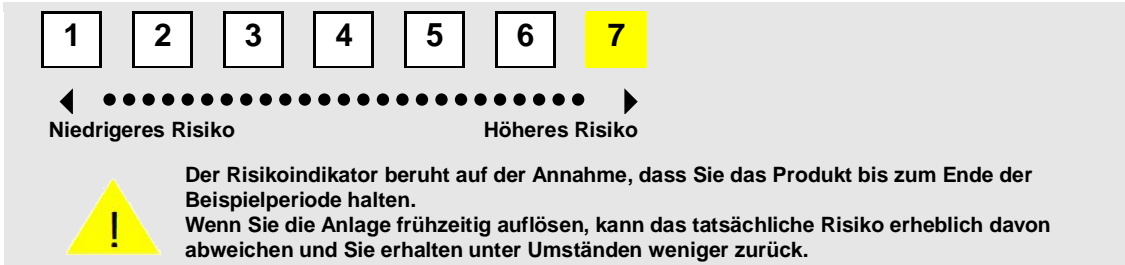 1 2 3 4 5 6 7
Niedrigeres Risiko Höheres Risiko
Der Risikoindikator beruht auf der Annahme, dass Sie das Produkt bis zum Ende der
Beispielperiode halten.
Wenn Sie die Anlage frühzeitig auflösen, kann das tatsächliche Risiko erheblich davon
abweichen und Sie erhalten unter Umständen weniger zurück.
!